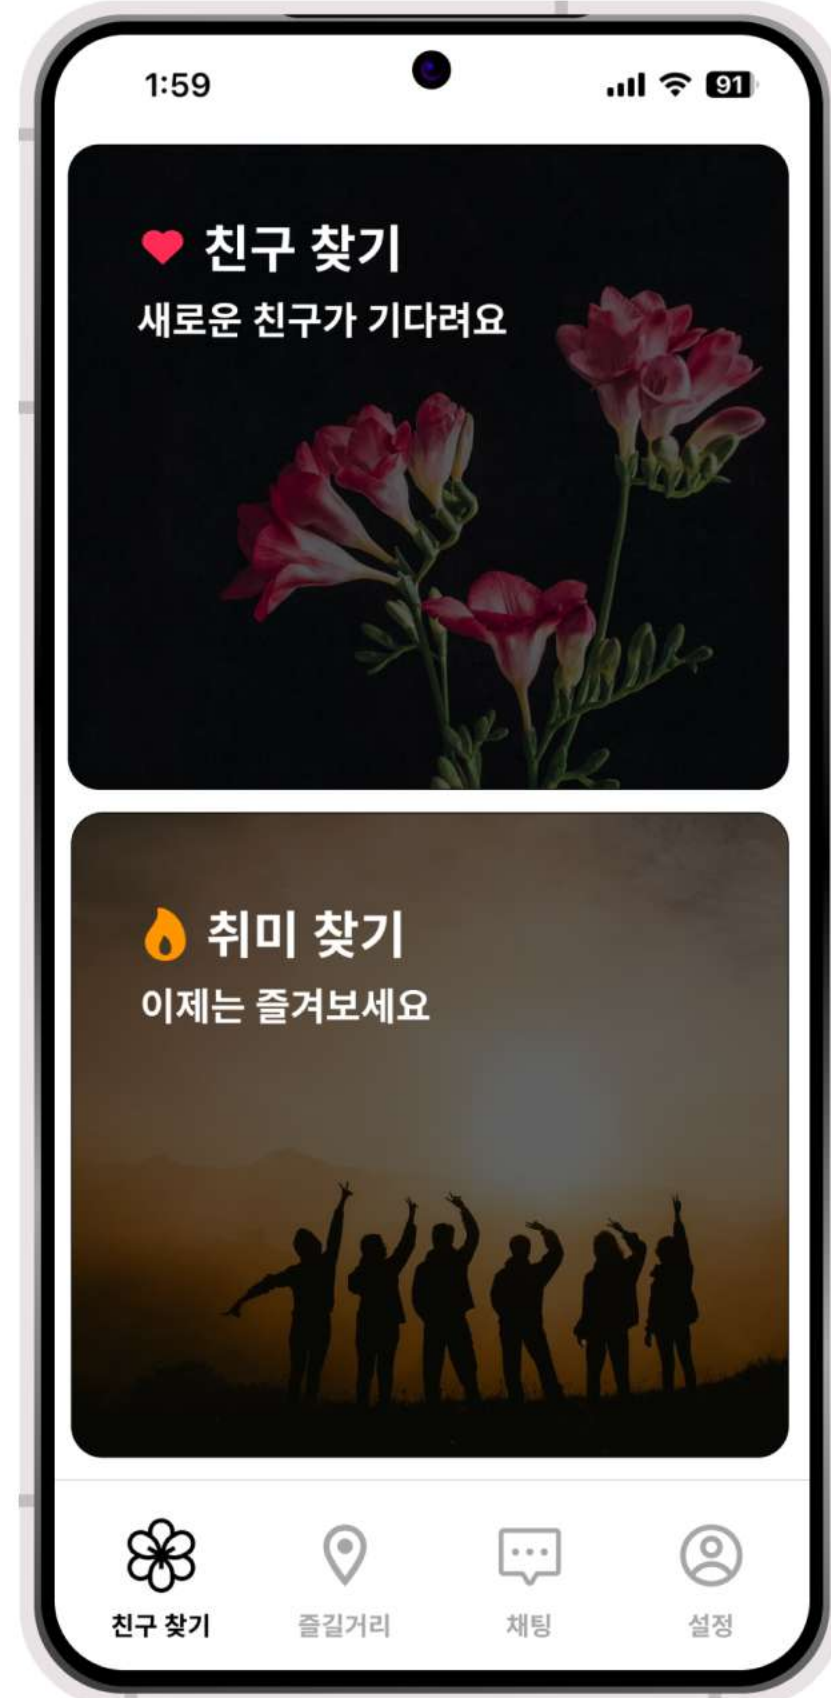 1:59
91
친구 찾기
새로운 친구가 기다려요
취미 찾기
이제는 즐겨보세요
친구 찾기
즐길거리
채팅
설정